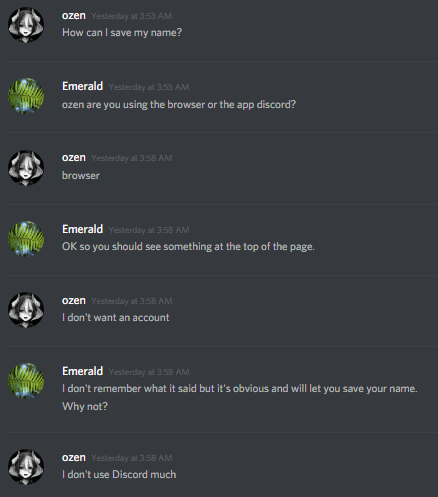 ozen Yesterday at 3:53 AM
How can I save my name?
Emerald Yesterday at 3:55 AM
ozen are you using the browser or the app discord?
ozen Yesterday at 3:58 AM
browser
Emerald Yesterday at 3:58 AM
OK so you should see something at the top of the page.
ozen Yesterday at 3:58 AM
I don't want an account
Emerald Yesterday at 3:58 AM
I don't remember what it said but it's obvious and will let you save your name.
Why not?
ozen Yesterday at 3:58 AM
I don't use Discord much